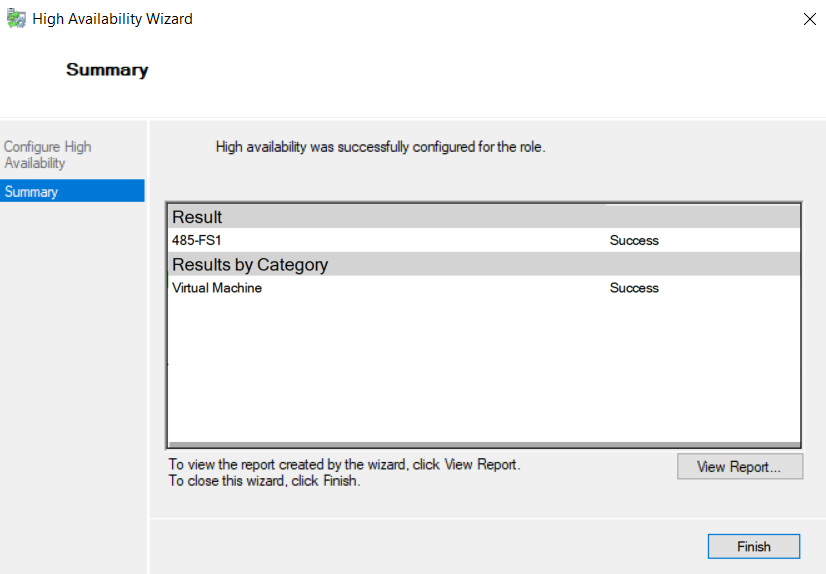 High Availability Wizard
Summary
Configure High
Availability
Summary
High availability was successfully configured for the role.
Result
485-FS1 Success
Results by Category
Virtual Machine Success
To view the report created by the wizard, click View Report.
To close this wizard, click Finish.
View Report...
Finish